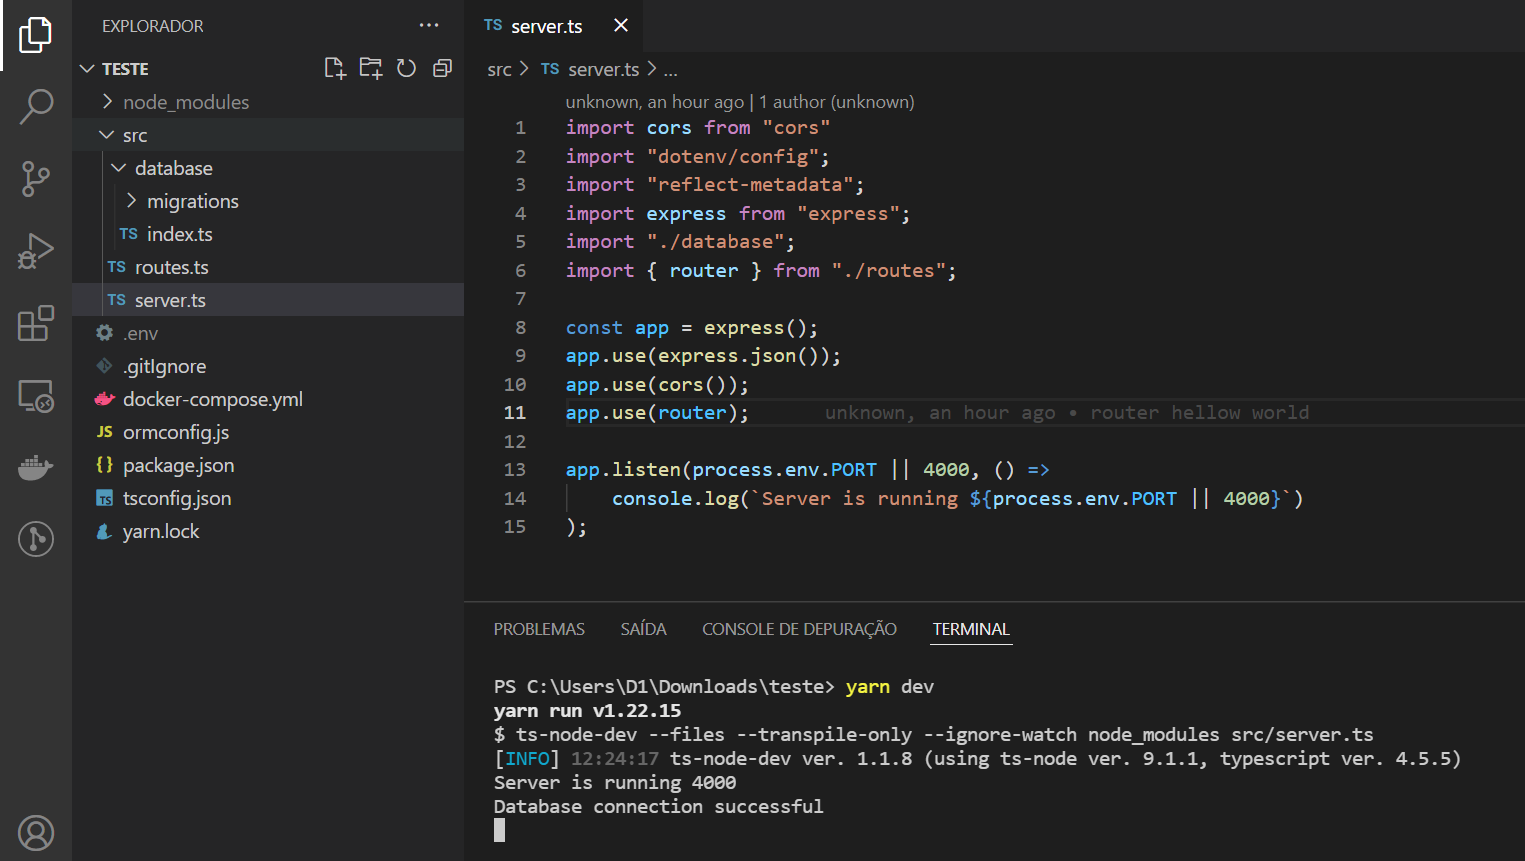 EXPLORADOR
TESTE
node_modules
src
database
migrations
TS index.ts
TS routes.ts
TS server.ts
.env
.gitIgnore
docker-compose.yml
JS ormconfig.js
{} package.json
TS tsconfig.json
yarn.lock
TS server.ts
src > TS server.ts > ...
unknown, an hour ago | 1 author (unknown)
1 import cors from "cors"
2 import "dotenv/config";
3 import "reflect-metadata";
4 import express from "express";
5 import "./database";
6 import { router } from "./routes";
7
8 const app = express();
9 app.use(express.json());
10 app.use(cors());
11 app.use(router); unknown, an hour ago • router hellow world
12
13 app.listen(process.env.PORT || 4000, () =>
14 console.log(`Server is running ${process.env.PORT || 4000}`)
15 );
PROBLEMAS SAÍDA CONSOLE DE DEPURAÇÃO TERMINAL
PS C:\Users\D1\Downloads\teste> yarn dev
yarn run v1.22.15
$ ts-node-dev --files --transpile-only --ignore-watch node_modules src/server.ts
[INFO] 12:24:17 ts-node-dev ver. 1.1.8 (using ts-node ver. 9.1.1, typescript ver. 4.5.5)
Server is running 4000
Database connection successful